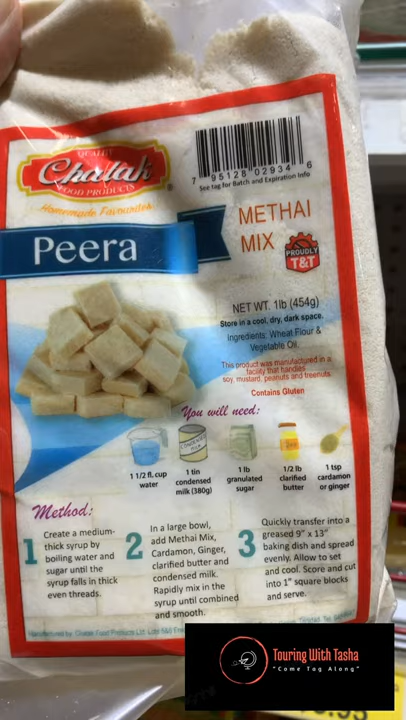 QUALITY
Chatak
FOOD PRODUCTS
Homemade Favourites
7 95128 02934 6
See tag for Batch and Expiration Info
Peera
METHAI
MIX
PROUDLY
T&T
NET WT. 1lb (454g)
Store in a cool, dry, dark space.
Ingredients: Wheat Flour &
Vegetable Oil.
This product was manufactured in a
facility that handles
soy, mustard, peanuts and treenuts.
Contains Gluten
You will need:
1 1/2 fl. cup
water
1 tin
condensed
milk (380g)
1 lb
granulated
sugar
1/2 lb
clarified
butter
1 tsp
cardamon
or ginger
Method:
1 Create a medium-
thick syrup by
boiling water and
sugar until the
syrup falls in thick
even threads.
2 In a large bowl,
add Methai Mix,
Cardamon, Ginger,
clarified butter and
condensed milk.
Rapidly mix in the
syrup until combined
and smooth.
3 Quickly transfer into a
greased 9" x 13"
baking dish and spread
evenly. Allow to set
and cool. Score and cut
into 1" square blocks
and serve.
Manufactured by: Chatak Food Products Ltd.
Touring With Tasha
"Come Tag Along"